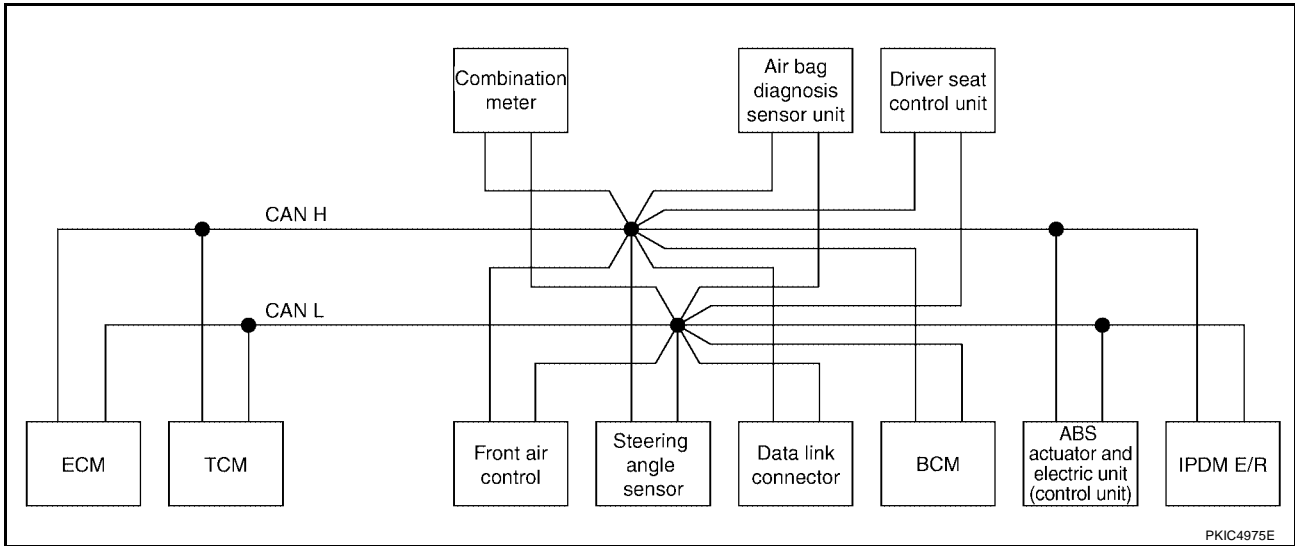 Combination
meter
Air bag
diagnosis
sensor unit
Driver seat
control unit
CAN H
CAN L
ECM
TCM
Front air
control
Steering
angle
sensor
Data link
connector
BCM
ABS
actuator and
electric unit
(control unit)
IPDM E/R
PKIC4975E